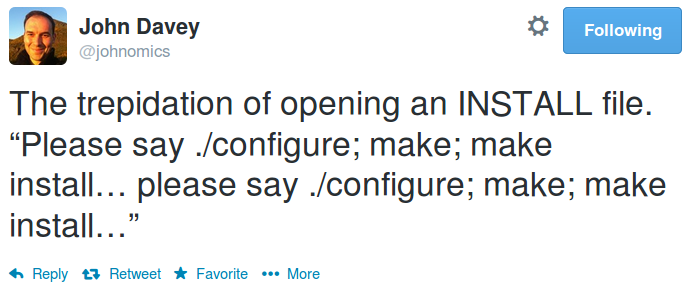 John Davey
@johnomics
Following
The trepidation of opening an INSTALL file.
“Please say ./configure; make; make
install… please say ./configure; make; make
install…”
Reply Retweet Favorite More